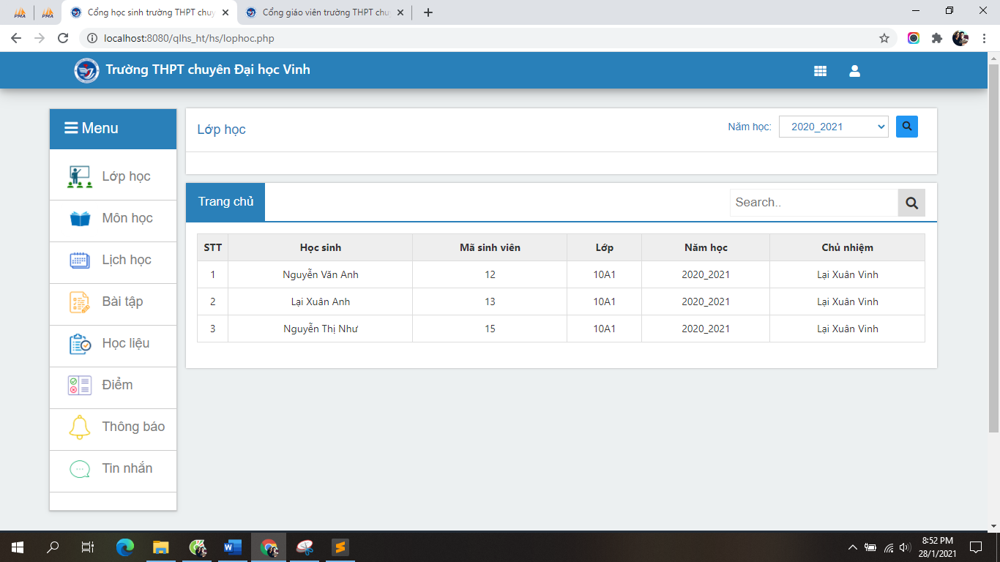 PMA
PMA
Cổng học sinh trường THPT chuy
Cổng giáo viên trường THPT chu
localhost:8080/qlhs_ht/hs/lophoc.php
Trường THPT chuyên Đại học Vinh
Menu
Lớp học
Môn học
Lịch học
Bài tập
Học liệu
Điểm
Thông báo
Tin nhắn
Lớp học
Năm học: 2020_2021
Trang chủ
Search..
STT Học sinh Mã sinh viên Lớp Năm học Chủ nhiệm
1 Nguyễn Văn Anh 12 10A1 2020_2021 Lại Xuân Vinh
2 Lại Xuân Anh 13 10A1 2020_2021 Lại Xuân Vinh
3 Nguyễn Thị Như 15 10A1 2020_2021 Lại Xuân Vinh
8:52 PM
28/1/2021